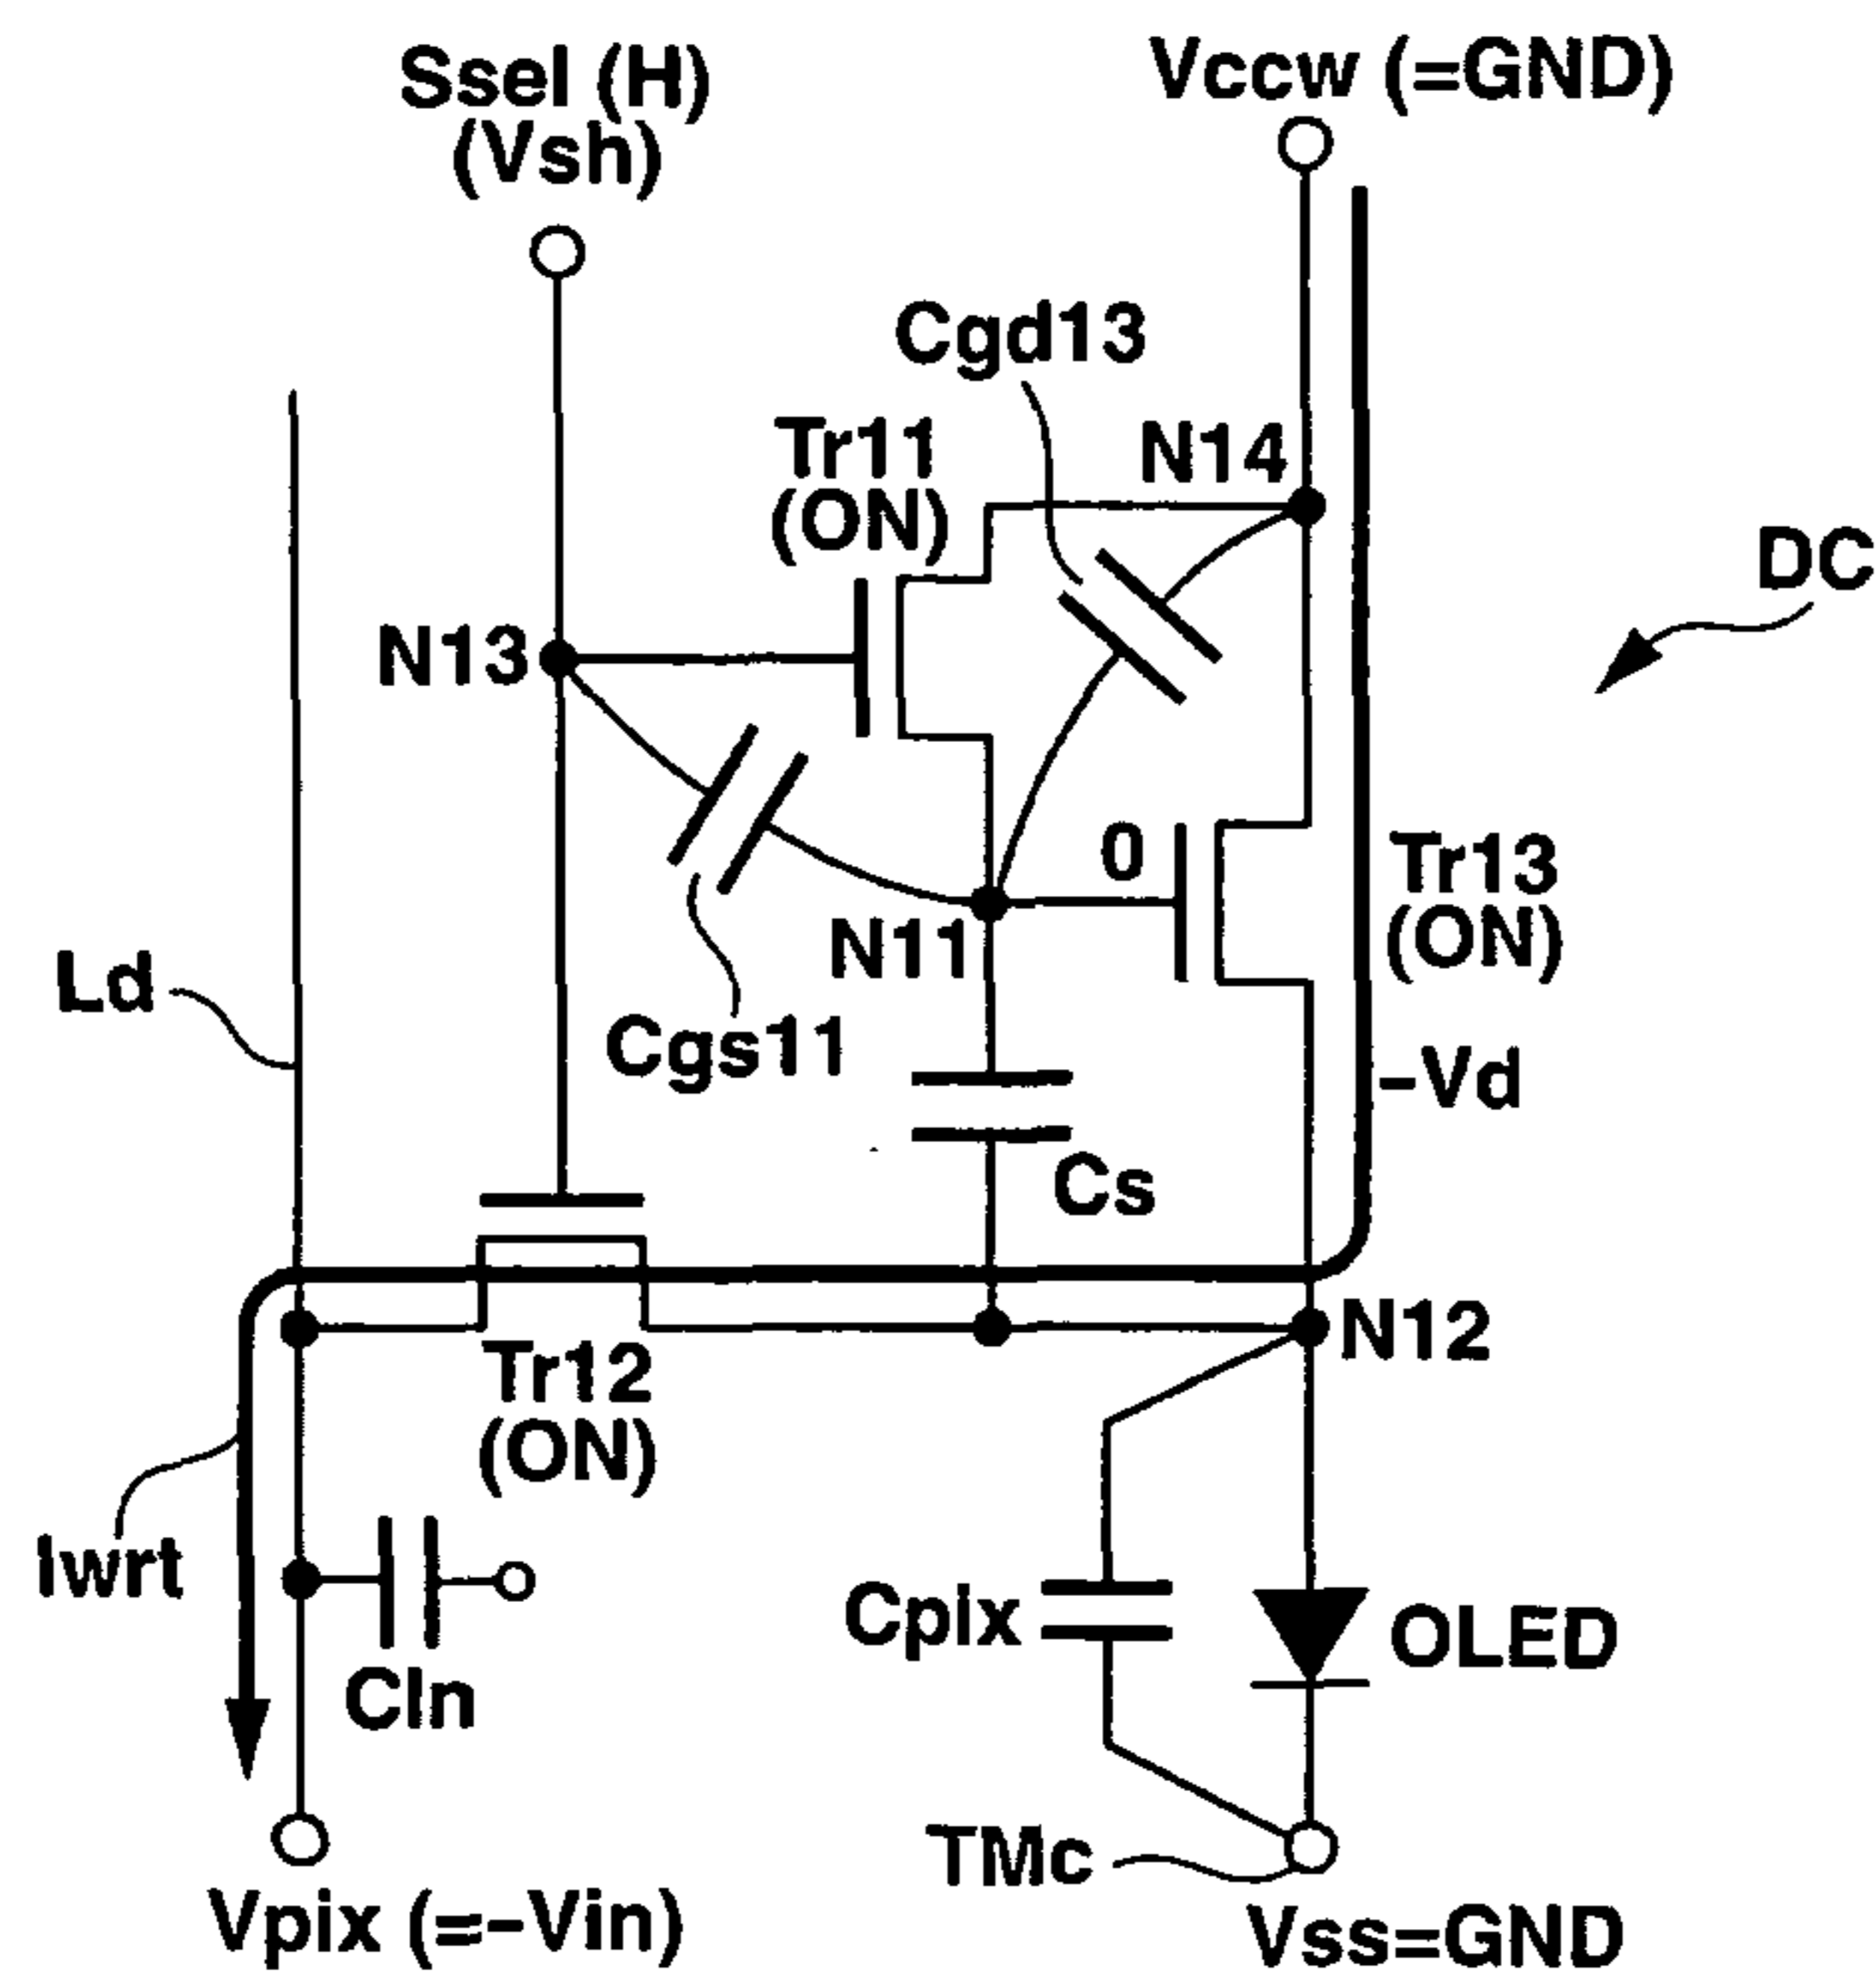 Ssel (H)
(Vsh)
Vccw (=GND)
Cgd13
Tr11
(ON)
N14
DC
N13
0
Tr13
(ON)
N11
Ld
Cgs11
-Vd
Cs
N12
Tr12
(ON)
Iwrt
Cpix
OLED
Cln
TMc
Vpix (=-Vin)
Vss=GND